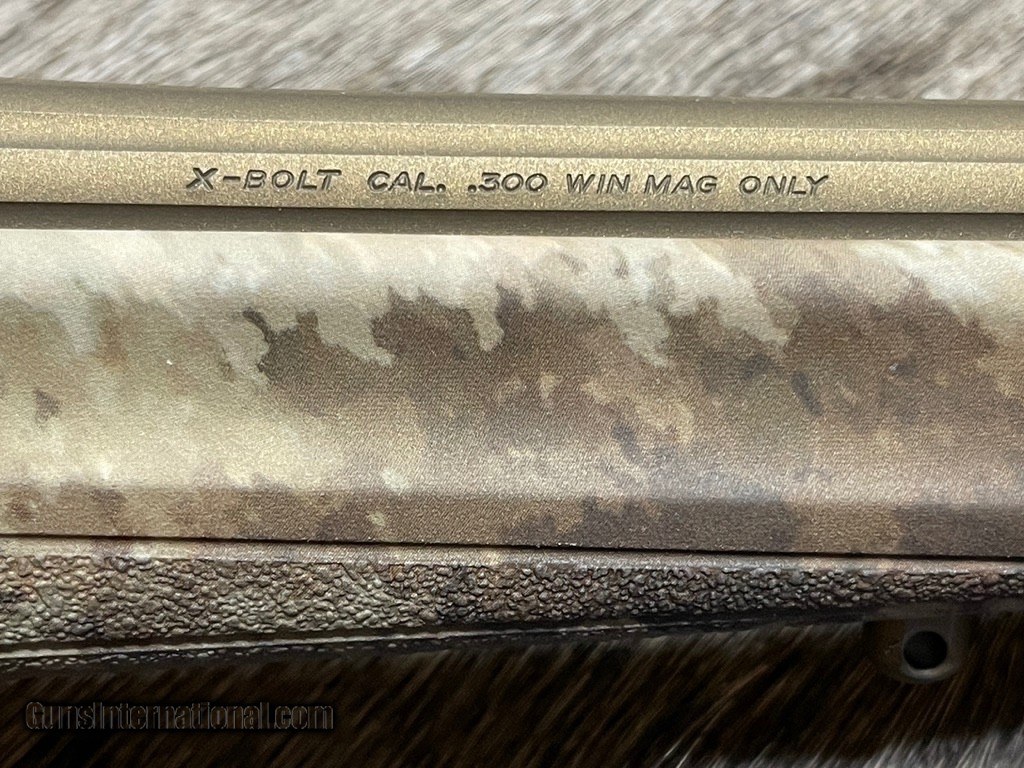 X-BOLT CAL. .300 WIN MAG ONLY
GunsInternational.com